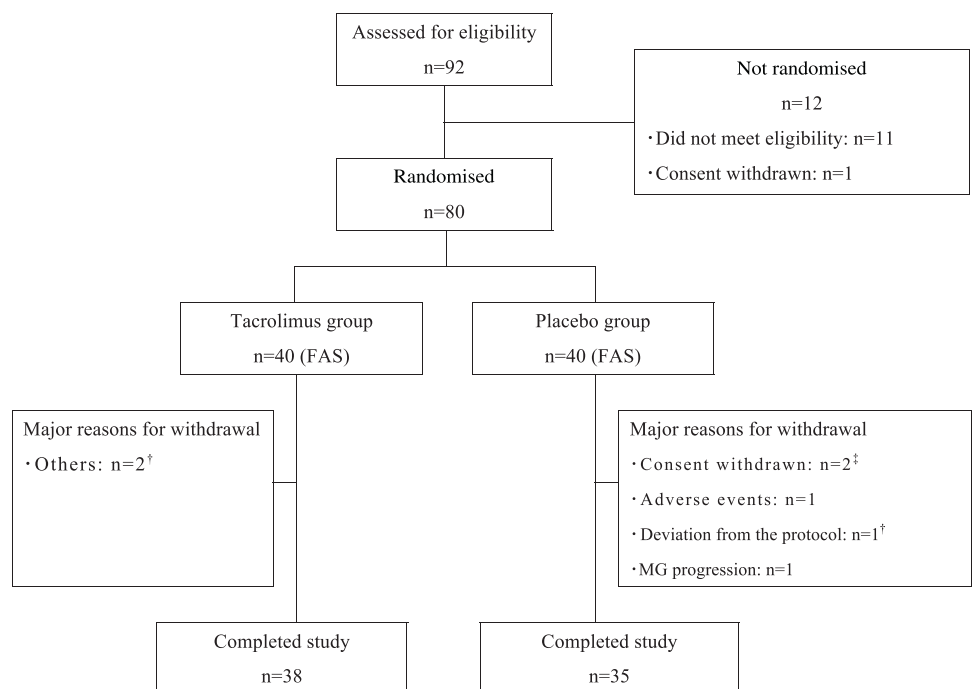 Assessed for eligibility
n=92
Not randomised
n=12
·Did not meet eligibility: n=11
·Consent withdrawn: n=1
Randomised
n=80
Tacrolimus group
n=40 (FAS)
Placebo group
n=40 (FAS)
Major reasons for withdrawal
·Others: n=2†
Major reasons for withdrawal
·Consent withdrawn: n=2‡
·Adverse events: n=1
·Deviation from the protocol: n=1†
·MG progression: n=1
Completed study
n=38
Completed study
n=35